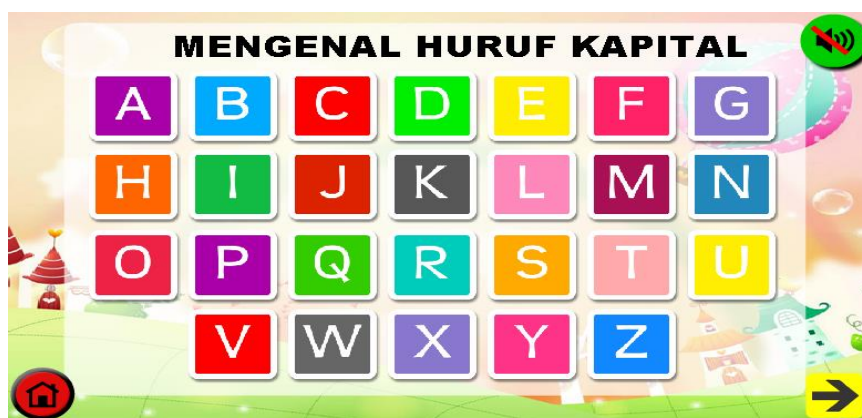 MENGENAL HURUF KAPITAL
A B C D E F G
H I J K L M N
O P Q R S T U
V W X Y Z